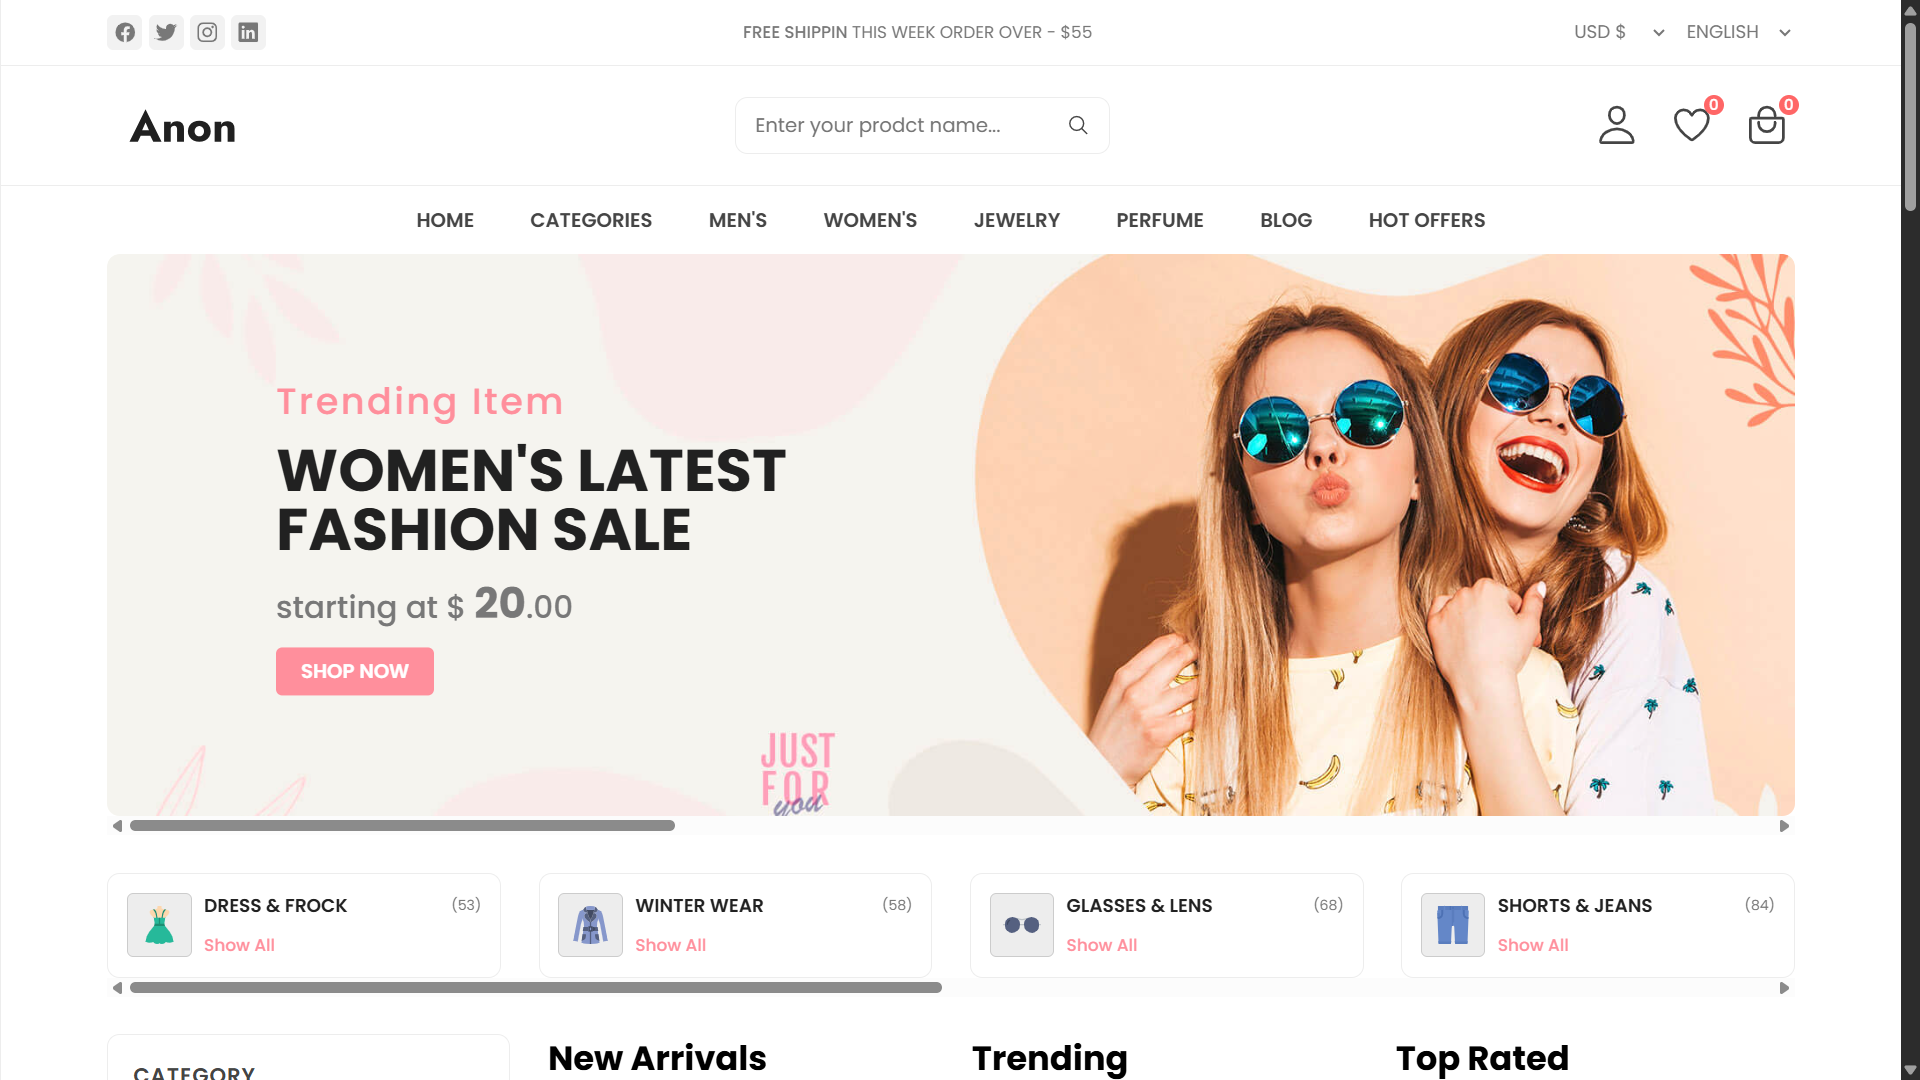 FREE SHIPPIN THIS WEEK ORDER OVER - $55
USD $
ENGLISH
Anon
Enter your prodct name...
0
0
HOME
CATEGORIES
MEN'S
WOMEN'S
JEWELRY
PERFUME
BLOG
HOT OFFERS
Trending Item
WOMEN'S LATEST
FASHION SALE
starting at $ 20.00
SHOP NOW
JUST
FOR
you
DRESS & FROCK
(53)
Show All
WINTER WEAR
(58)
Show All
GLASSES & LENS
(68)
Show All
SHORTS & JEANS
(84)
Show All
CATEGORY
New Arrivals
Trending
Top Rated